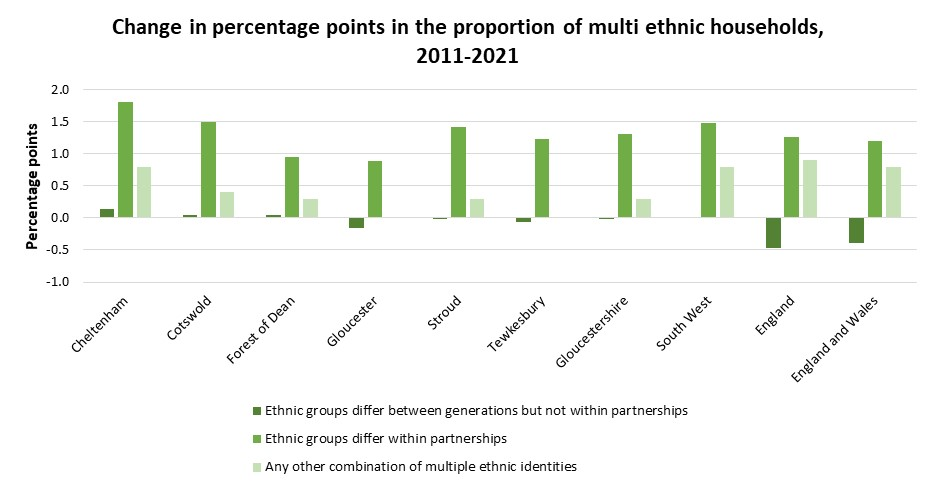 Change in percentage points in the proportion of multi ethnic households,
2011-2021
Percentage points
2.0
1.5
1.0
0.5
0.0
-0.5
-1.0
Cheltenham
Cotswold
Forest of Dean
Gloucester
Stroud
Tewkesbury
Gloucestershire
South West
England
England and Wales
Ethnic groups differ between generations but not within partnerships
Ethnic groups differ within partnerships
Any other combination of multiple ethnic identities